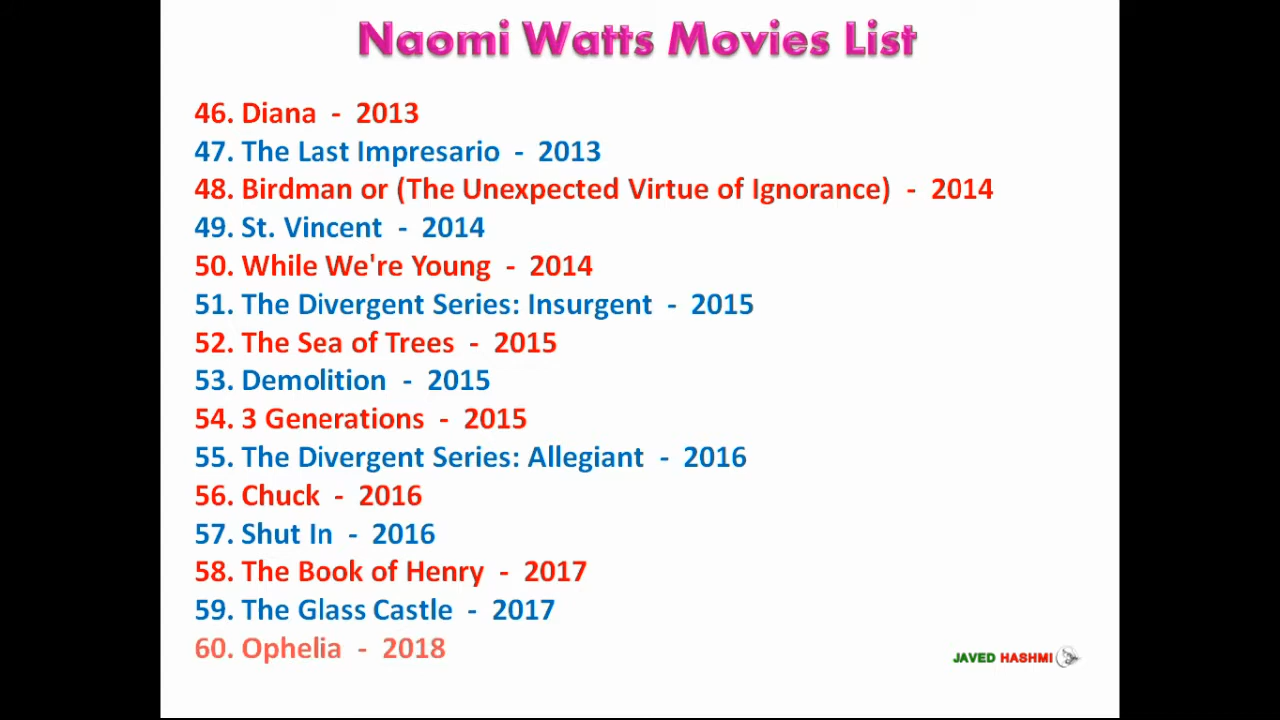 Naomi Watts Movies List
46. Diana - 2013
47. The Last Impresario - 2013
48. Birdman or (The Unexpected Virtue of Ignorance) - 2014
49. St. Vincent - 2014
50. While We're Young - 2014
51. The Divergent Series: Insurgent - 2015
52. The Sea of Trees - 2015
53. Demolition - 2015
54. 3 Generations - 2015
55. The Divergent Series: Allegiant - 2016
56. Chuck - 2016
57. Shut In - 2016
58. The Book of Henry - 2017
59. The Glass Castle - 2017
60. Ophelia - 2018
JAVED HASHMI